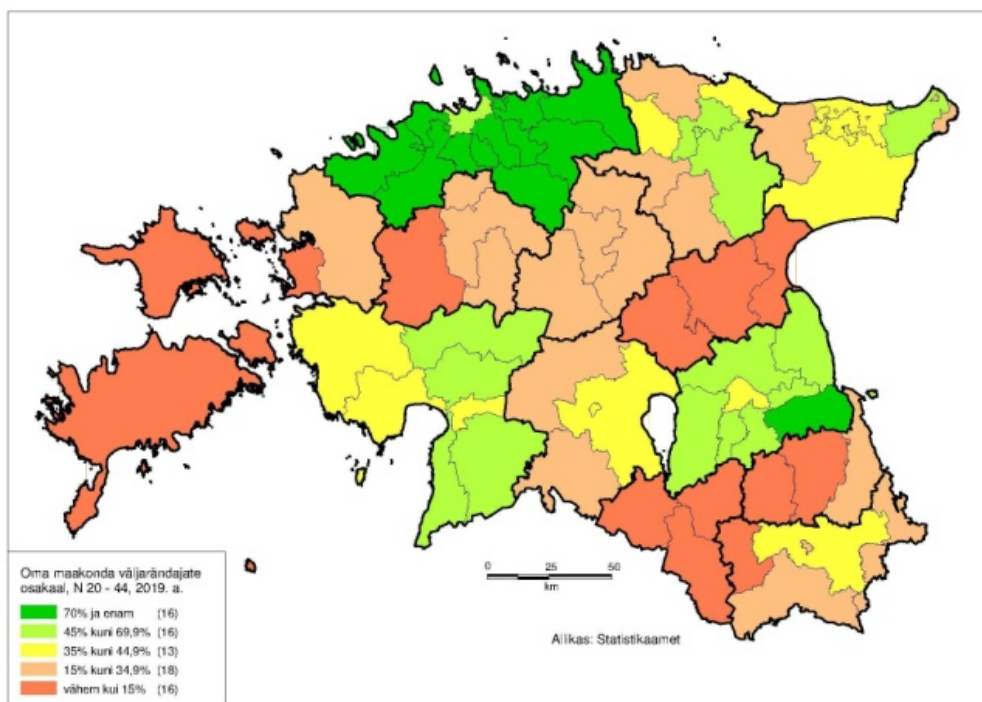 0 25 50
km
Oma maakonda väljarändajate
osakaal, N 20 - 44, 2019. a.
70% ja enam (16)
45% kuni 69,9% (16)
35% kuni 44,9% (13)
15% kuni 34,9% (18)
vähem kui 15% (16)
Allikas: Statistikaamet